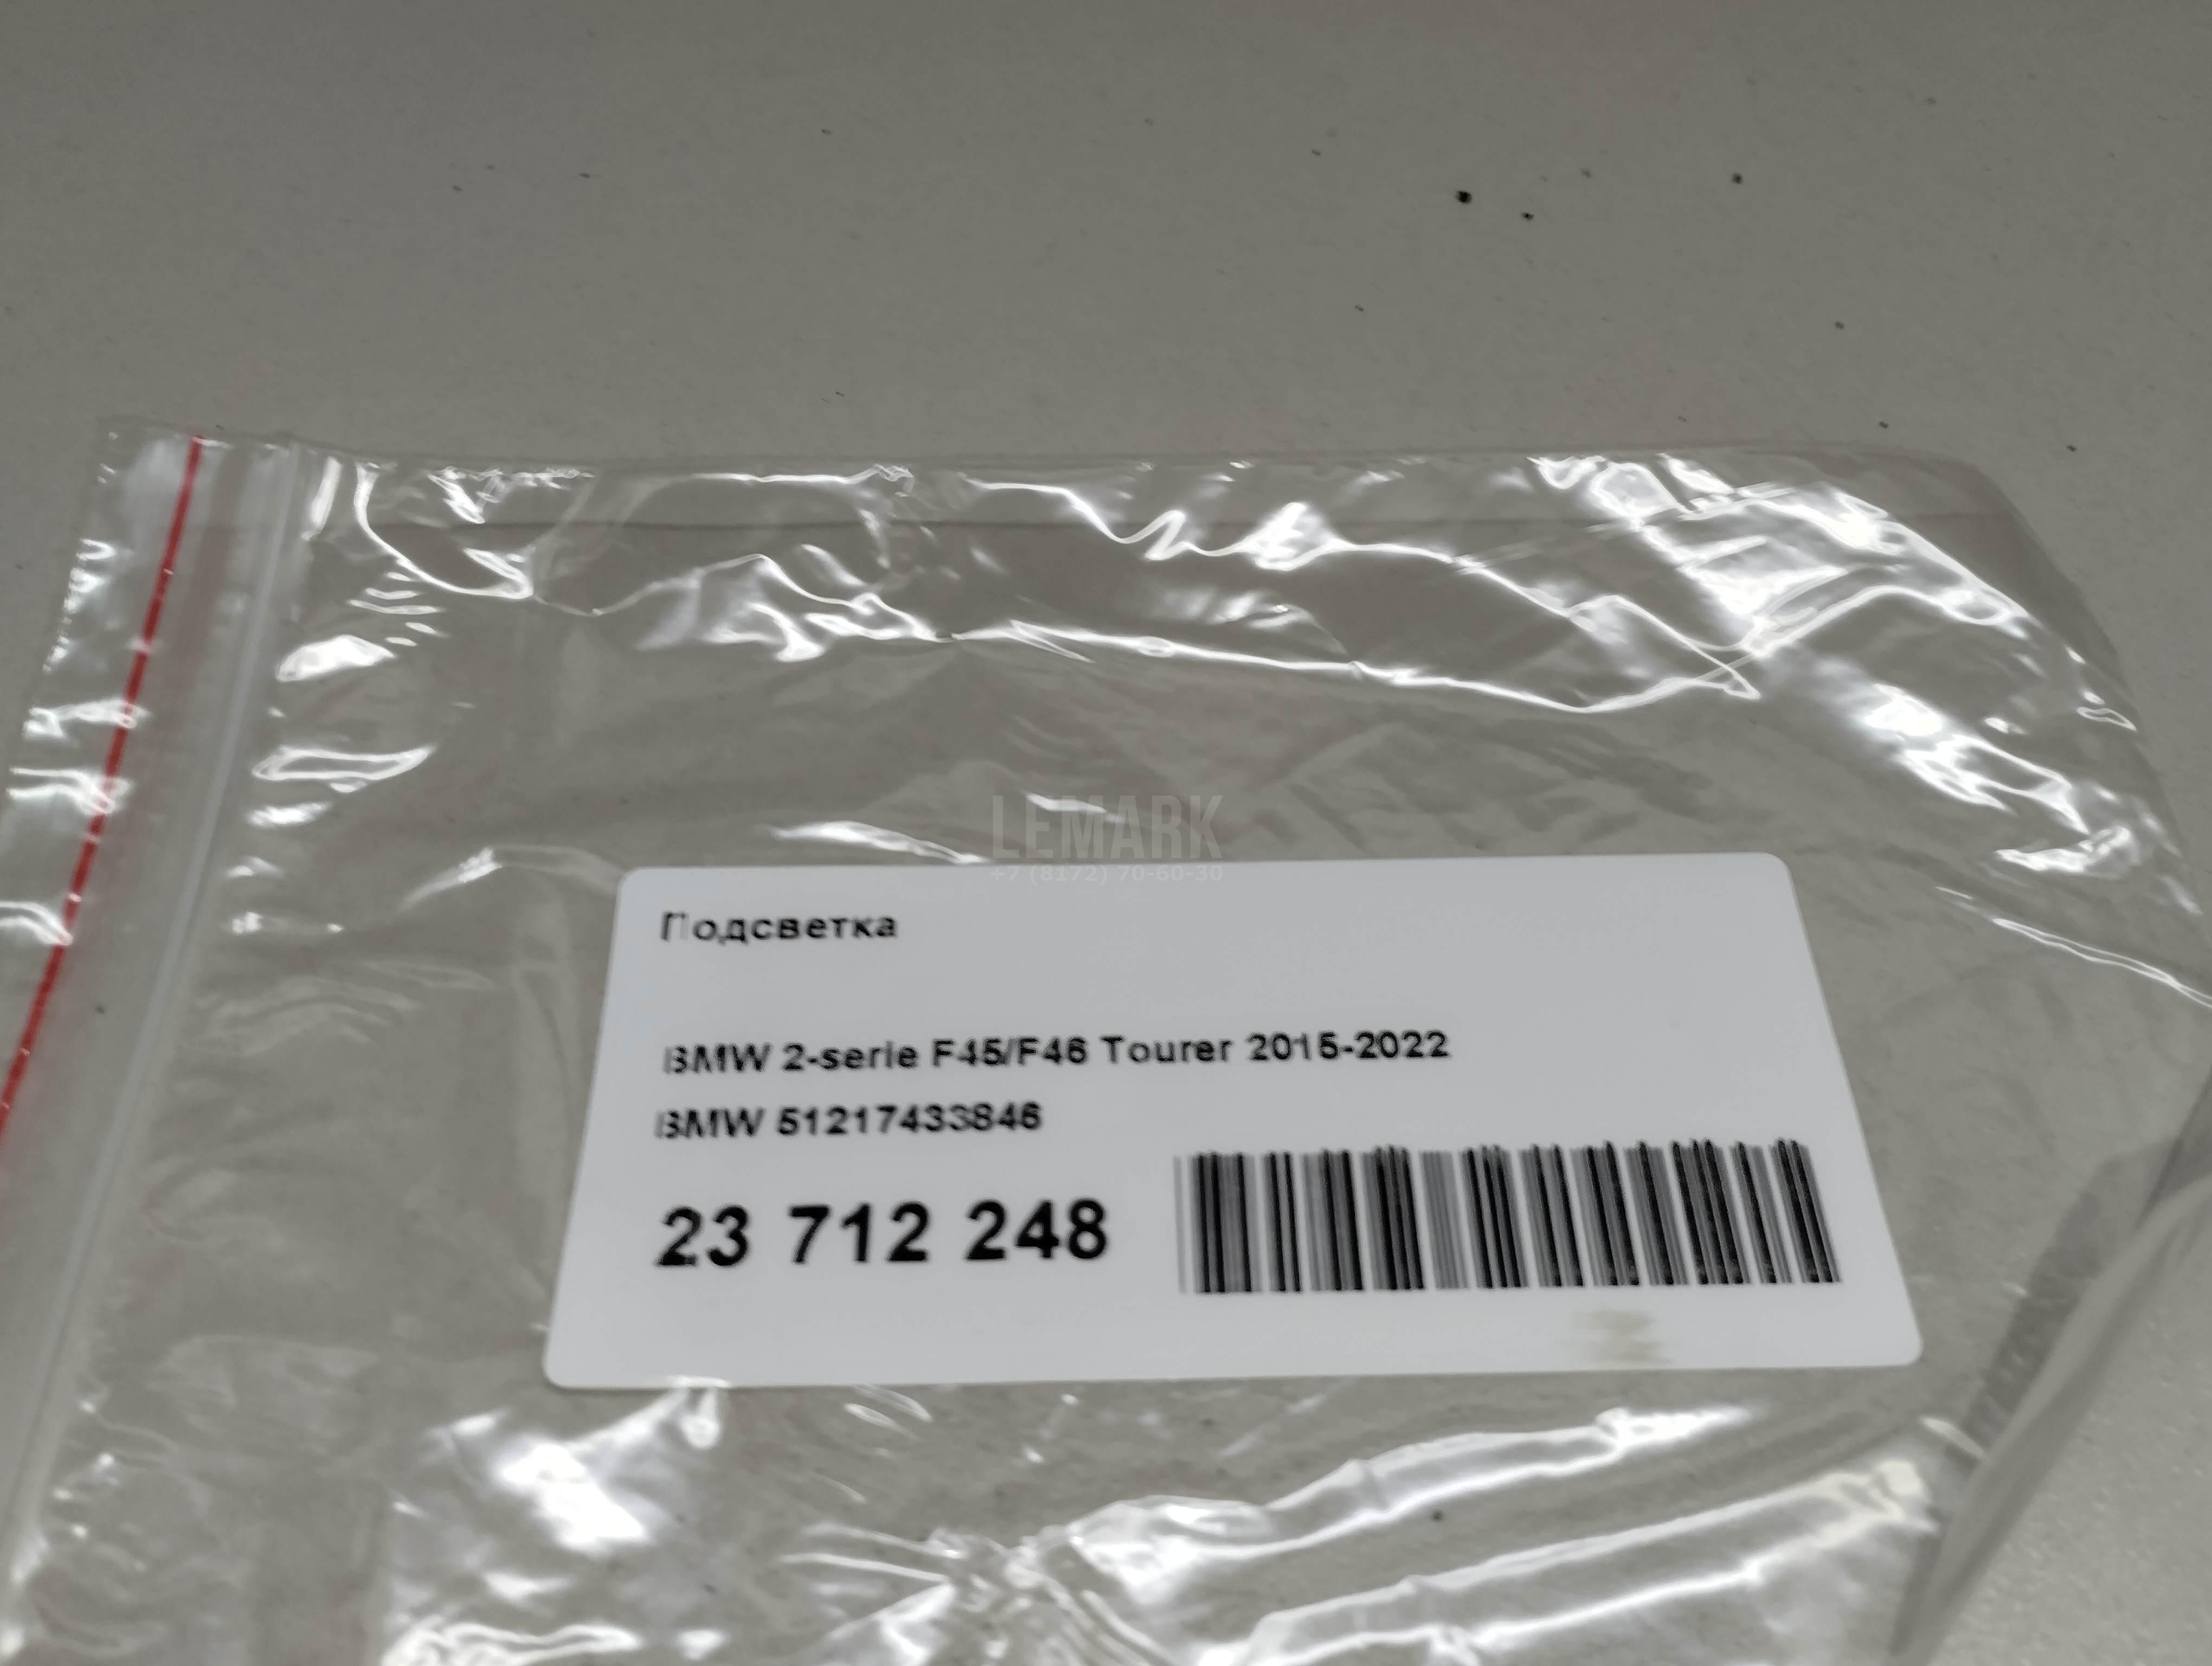 LEMARK
+7 (8172) 70-60-30
Подсветка
BMW 2-serie F45/F46 Tourer 2015-2022
BMW 51217433846
23 712 248